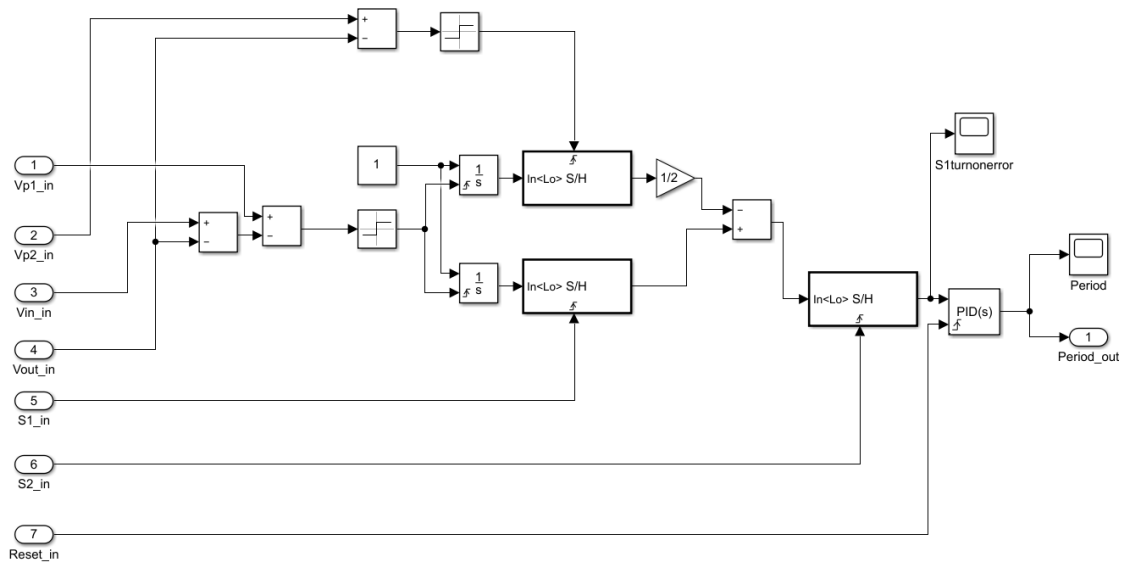 +
−
1
Vp1_in
2
Vp2_in
3
Vin_in
4
Vout_in
5
S1_in
6
S2_in
7
Reset_in
+
−
+
−
1
1
s
In<Lo> S/H
1/2
1
s
In<Lo> S/H
−
+
In<Lo> S/H
S1turnonerror
PID(s)
Period
1
Period_out